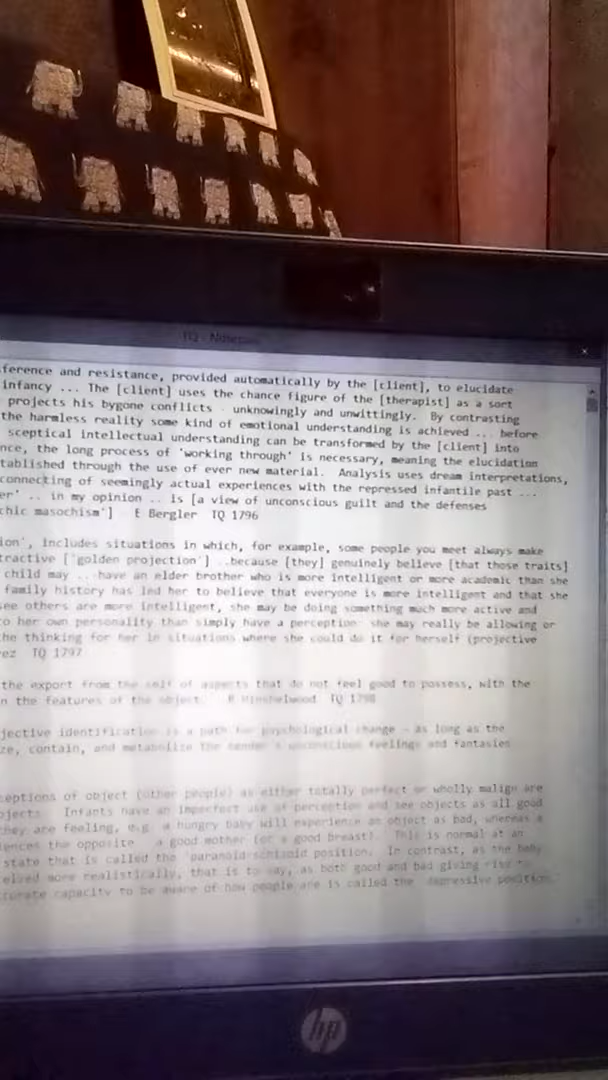 ference and resistance, provided automatically by the [client], to elucidate
infancy ... The [client] uses the chance figure of the [therapist] as a sort
projects his bygone conflicts - unknowingly and unwittingly. By contrasting
the harmless reality some kind of emotional understanding is achieved ... before
sceptical intellectual understanding can be transformed by the [client] into
nce, the long process of 'working through' is necessary, meaning the elucidation
tablished through the use of ever new material. Analysis uses dream interpretations,
connecting of seemingly actual experiences with the repressed infantile past ...
er' .. in my opinion .. is [a view of unconscious guilt and the defenses
chic masochism'] E Bergler TQ 1796
ion', includes situations in which, for example, some people you meet always make
tractive ['golden projection'] ..because [they] genuinely believe [that those traits]
child may ... have an elder brother who is more intelligent or more academic than she
family history has led her to believe that everyone is more intelligent and that she
see others are more intelligent, she may be doing something much more active and
o her own personality than simply have a perception: she may really be allowing or
he thinking for her in situations where she could do it for herself (projective
ez TQ 1797
the export from the self of aspects that do not feel good to possess, with the
n the features of the object. R Hinshelwood TQ 1798
jective identification is a path for psychological change - as long as the
ze, contain, and metabolize the sender's unconscious feelings and fantasies
ceptions of object (other people) as either totally perfect or wholly malign are
ojects. Infants have an imperfect use of perception and see objects as all good
they are feeling, e.g. a hungry baby will experience an object as bad, whereas a
iences the opposite a good mother (or a good breast). This is normal at an
state that is called the 'paranoid-schizoid position. In contrast, as the baby
eived more realistically, that is to say, as both good and bad giving rise to
curate capacity to be aware of how people are is called the depressive position.
hp